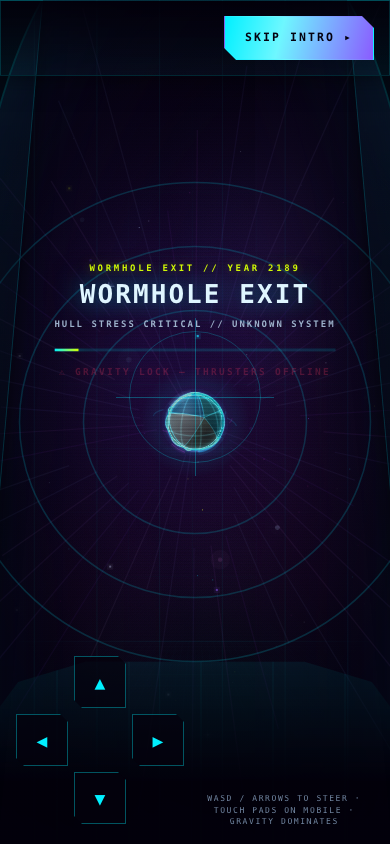 SKIP INTRO ▸
WORMHOLE EXIT // YEAR 2189
WORMHOLE EXIT
HULL STRESS CRITICAL // UNKNOWN SYSTEM
GRAVITY LOCK — THRUSTERS OFFLINE
▲
◀ ▶
▼
WASD / ARROWS TO STEER ·
TOUCH PADS ON MOBILE ·
GRAVITY DOMINATES